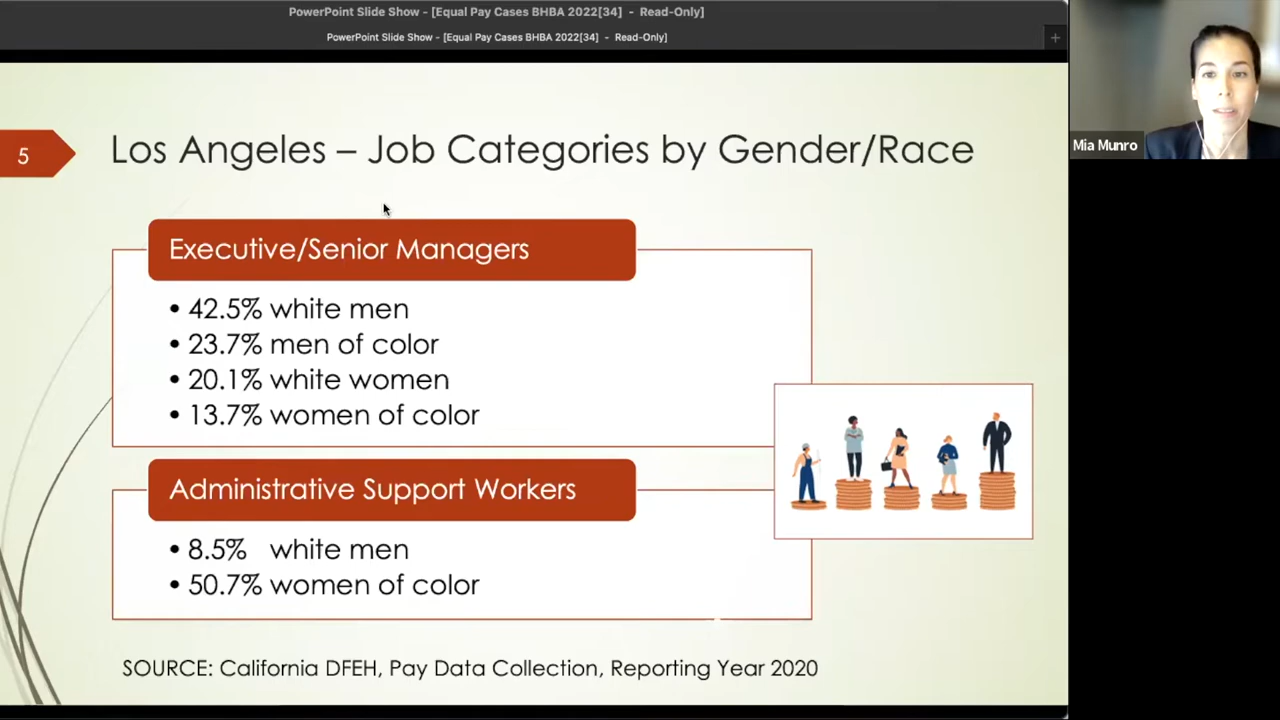 PowerPoint Slide Show - [Equal Pay Cases BHBA 2022[34] - Read-Only]
PowerPoint Slide Show - [Equal Pay Cases BHBA 2022[34] - Read-Only]
+
5
Los Angeles – Job Categories by Gender/Race
Mia Munro
Executive/Senior Managers
• 42.5% white men
• 23.7% men of color
• 20.1% white women
• 13.7% women of color
Administrative Support Workers
• 8.5% white men
• 50.7% women of color
SOURCE: California DFEH, Pay Data Collection, Reporting Year 2020